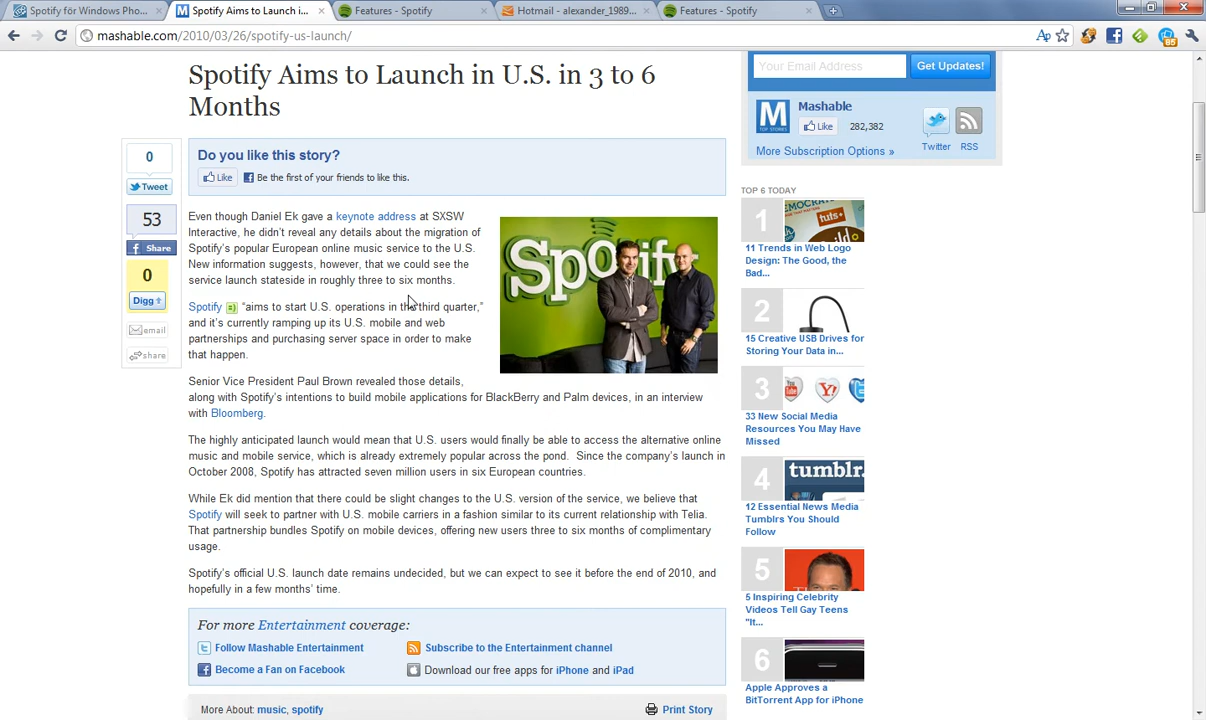 Spotify för Windows Pho...
Spotify Aims to Launch i...
Features - Spotify
Hotmail - alexander_1989...
Features - Spotify
mashable.com/2010/03/26/spotify-us-launch/
85
Spotify Aims to Launch in U.S. in 3 to 6
Months
Your Email Address
Get Updates!
M
TOP STORIES
Mashable
Like
282,382
Twitter
RSS
More Subscription Options »
0
Tweet
53
Share
0
Digg
email
share
Do you like this story?
Like
Be the first of your friends to like this.
Even though Daniel Ek gave a keynote address at SXSW
Interactive, he didn't reveal any details about the migration of
Spotify's popular European online music service to the U.S.
New information suggests, however, that we could see the
service launch stateside in roughly three to six months.
Spotify "aims to start U.S. operations in the third quarter,"
and it's currently ramping up its U.S. mobile and web
partnerships and purchasing server space in order to make
that happen.
Spotify
Senior Vice President Paul Brown revealed those details,
along with Spotify's intentions to build mobile applications for BlackBerry and Palm devices, in an interview
with Bloomberg.
The highly anticipated launch would mean that U.S. users would finally be able to access the alternative online
music and mobile service, which is already extremely popular across the pond. Since the company's launch in
October 2008, Spotify has attracted seven million users in six European countries.
While Ek did mention that there could be slight changes to the U.S. version of the service, we believe that
Spotify will seek to partner with U.S. mobile carriers in a fashion similar to its current relationship with Telia.
That partnership bundles Spotify on mobile devices, offering new users three to six months of complimentary
usage.
Spotify's official U.S. launch date remains undecided, but we can expect to see it before the end of 2010, and
hopefully in a few months' time.
For more Entertainment coverage:
Follow Mashable Entertainment
Subscribe to the Entertainment channel
Become a Fan on Facebook
Download our free apps for iPhone and iPad
More About: music, spotify
Print Story
TOP 6 TODAY
1
tuts+
11 Trends in Web Logo
Design: The Good, the
Bad...
2
15 Creative USB Drives for
Storing Your Data in...
3
You
Tube
Y!
33 New Social Media
Resources You May Have
Missed
4
tumblr.
12 Essential News Media
Tumblrs You Should
Follow
5
5 Inspiring Celebrity
Videos Tell Gay Teens
"It...
6
Apple Approves a
BitTorrent App for iPhone